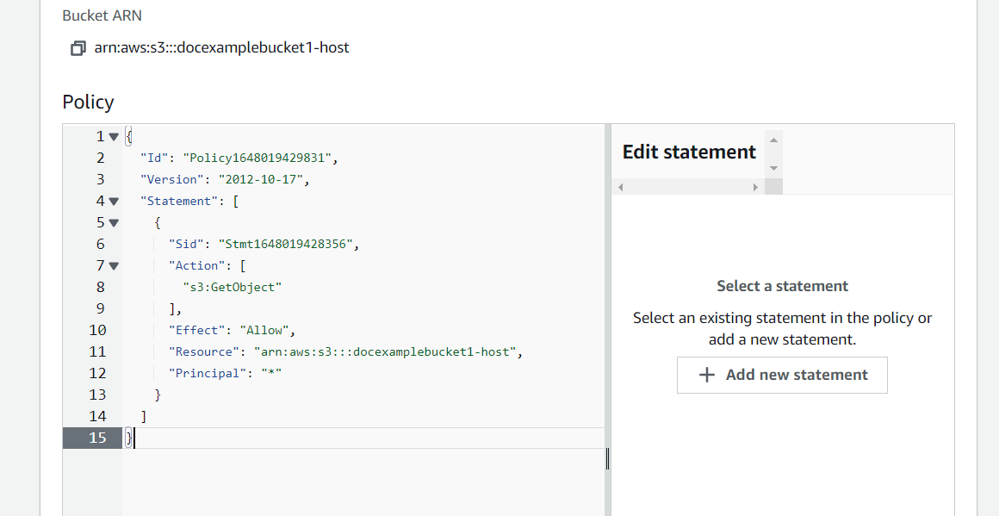 Bucket ARN
arn:aws:s3:::docexamplebucket1-host
Policy
1 {
2 "Id": "Policy1648019429831",
3 "Version": "2012-10-17",
4 "Statement": [
5 {
6 "Sid": "Stmt1648019428356",
7 "Action": [
8 "s3:GetObject"
9 ],
10 "Effect": "Allow",
11 "Resource": "arn:aws:s3:::docexamplebucket1-host",
12 "Principal": "*"
13 }
14 ]
15 }
Edit statement
Select a statement
Select an existing statement in the policy or
add a new statement.
+ Add new statement